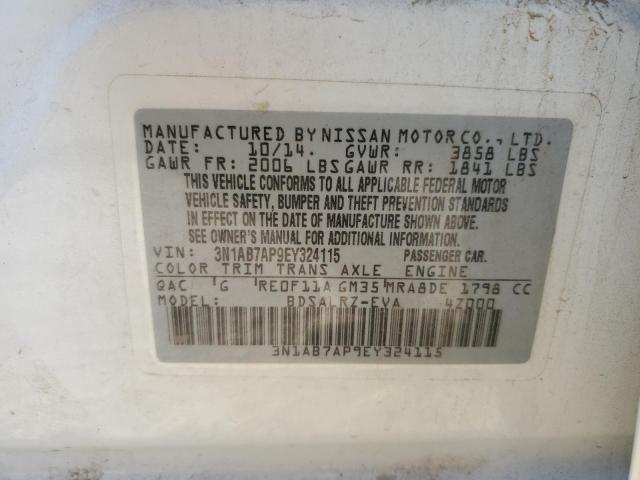 MANUFACTURED BY NISSAN MOTOR CO., LTD.
DATE: 10/14. GVWR: 3858 LBS
GAWR FR: 2006 LBS GAWR RR: 1841 LBS
THIS VEHICLE CONFORMS TO ALL APPLICABLE FEDERAL MOTOR
VEHICLE SAFETY, BUMPER AND THEFT PREVENTION STANDARDS
IN EFFECT ON THE DATE OF MANUFACTURE SHOWN ABOVE.
SEE OWNER'S MANUAL FOR ADDITIONAL INFORMATION.
VIN: 3N1AB7AP9EY324115 PASSENGER CAR.
COLOR TRIM TRANS AXLE ENGINE
QAC G RE0F11A GM35 MRA8DE 1798 CC
MODEL: BDSALRZ-EVA 4Z000
3N1AB7AP9EY324115